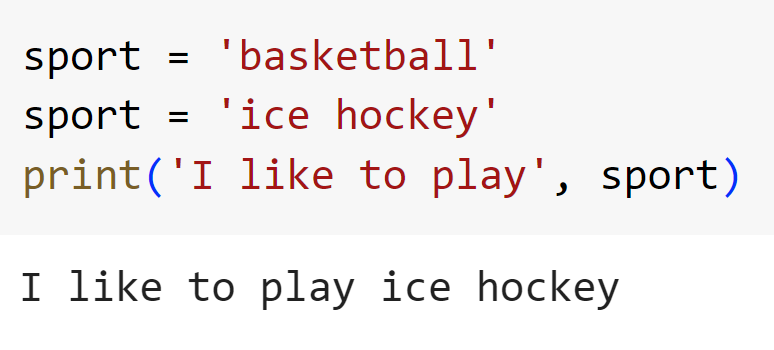 sport = 'basketball'
sport = 'ice hockey'
print('I like to play', sport)
I like to play ice hockey